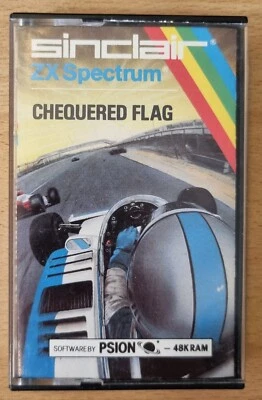 sinclair
ZX Spectrum
CHEQUERED FLAG
SOFTWARE BY PSION – 48K RAM